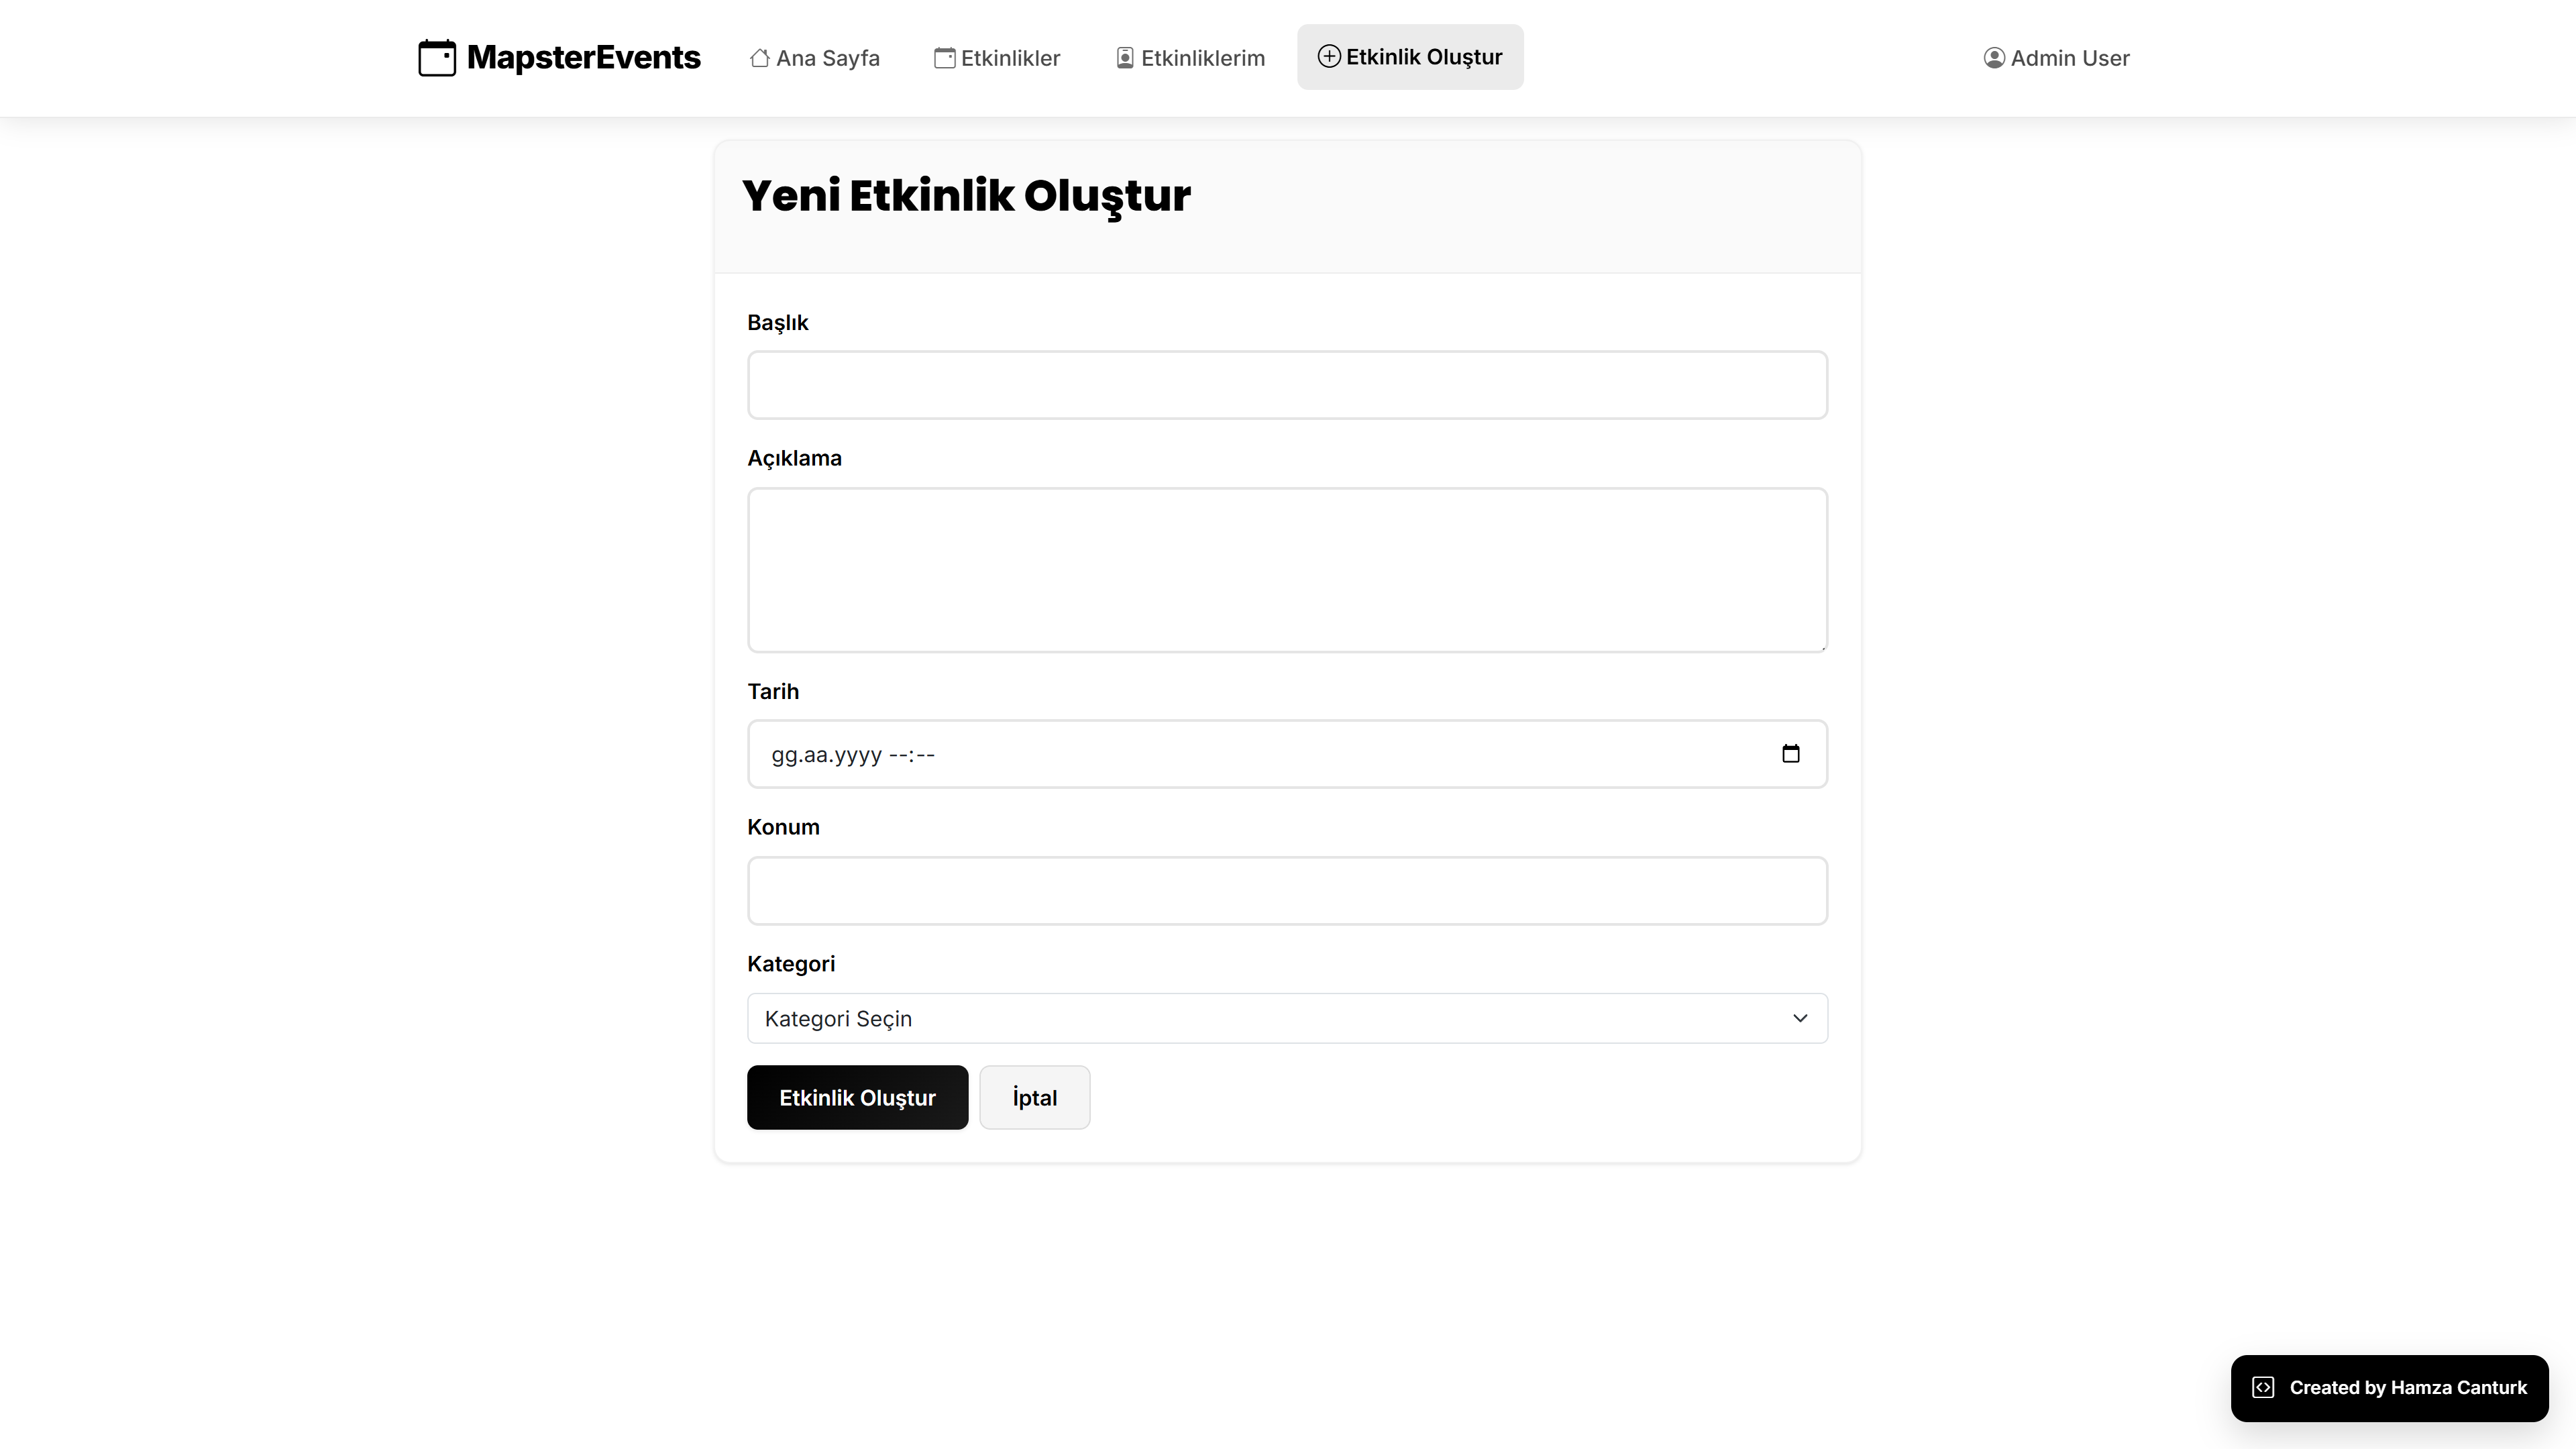 MapsterEvents
Ana Sayfa
Etkinlikler
Etkinliklerim
Etkinlik Oluştur
Admin User
Yeni Etkinlik Oluştur
Başlık
Açıklama
Tarih
gg.aa.yyyy --:--
Konum
Kategori
Kategori Seçin
Etkinlik Oluştur
İptal
Created by Hamza Canturk